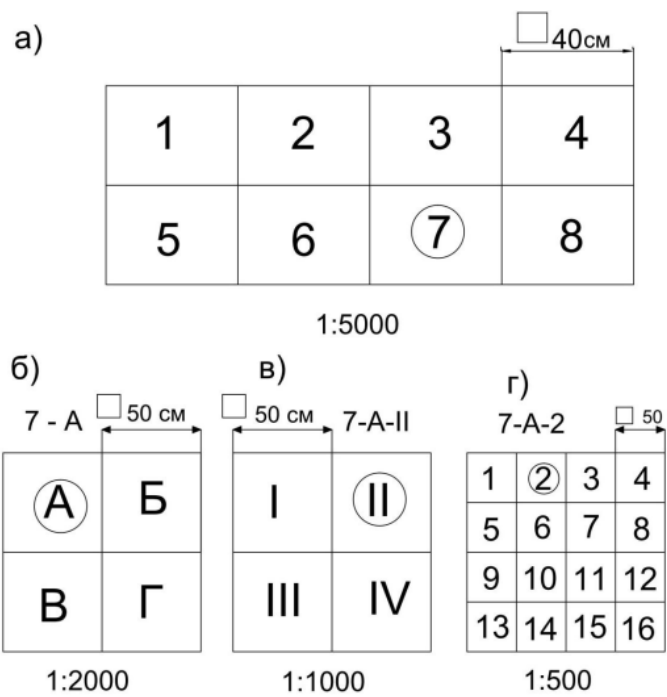 а)
40см
1 2 3 4
5 6 7 8
1:5000
б)
7 - А
50 см
А Б
В Г
1:2000
в)
50 см
7-А-II
I II
III IV
1:1000
г)
7-А-2
50
1 2 3 4
5 6 7 8
9 10 11 12
13 14 15 16
1:500